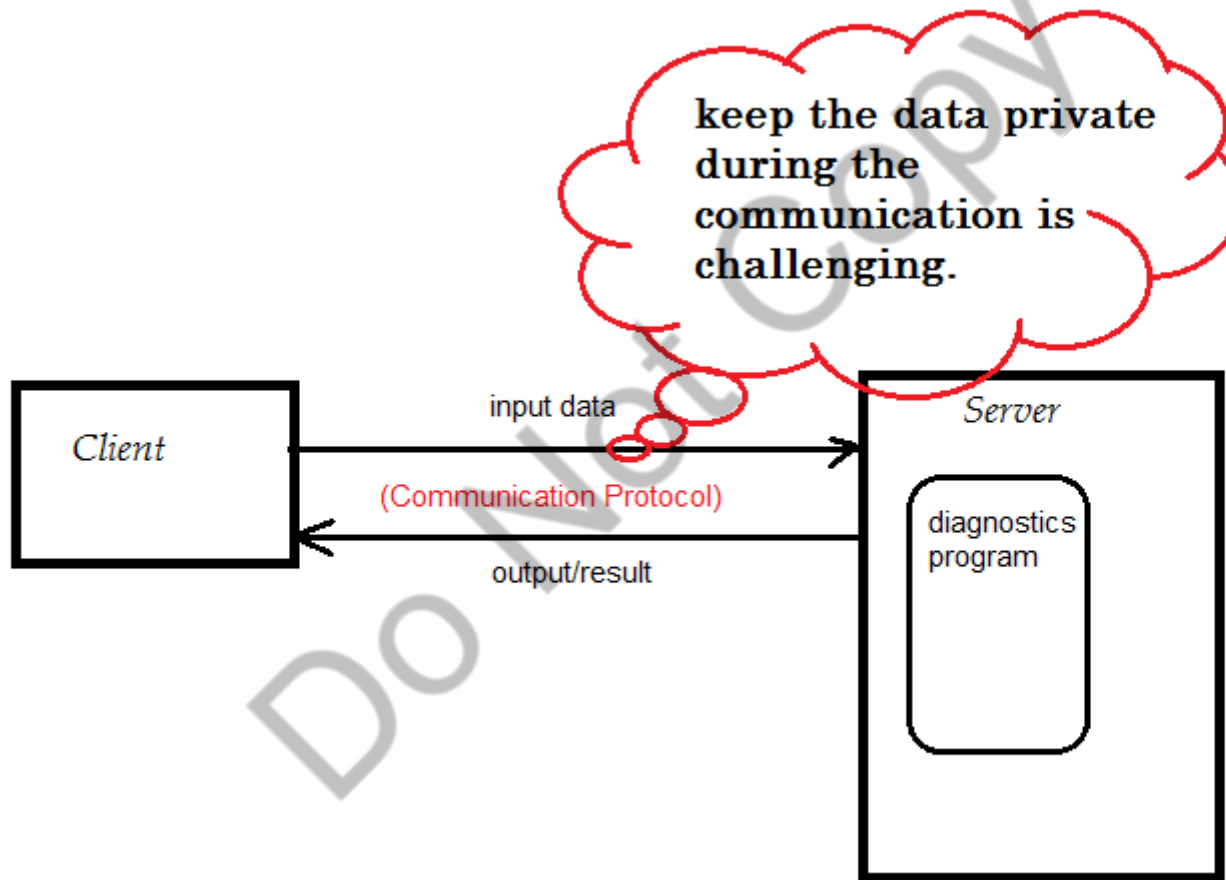 keep the data private
during the
communication is
challenging.
Client
input data
(Communication Protocol)
output/result
Server
diagnostics
program
Do Not Copy